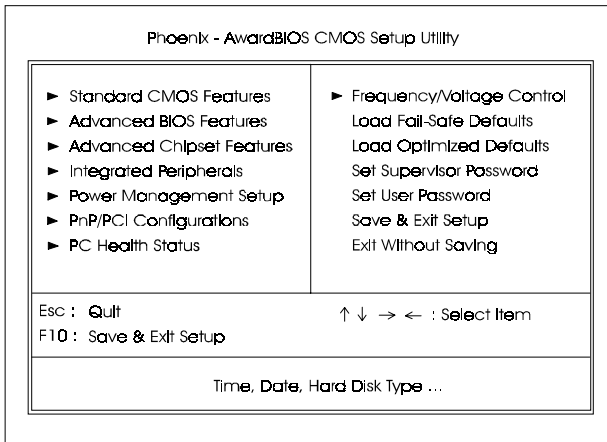 Phoenix - AwardBIOS CMOS Setup Utility
► Standard CMOS Features
► Advanced BIOS Features
► Advanced Chipset Features
► Integrated Peripherals
► Power Management Setup
► PnP/PCI Configurations
► PC Health Status
► Frequency/Voltage Control
Load Fail-Safe Defaults
Load Optimized Defaults
Set Supervisor Password
Set User Password
Save & Exit Setup
Exit Without Saving
Esc : Quit
F10 : Save & Exit Setup
↑ ↓ → ← : Select Item
Time, Date, Hard Disk Type ...